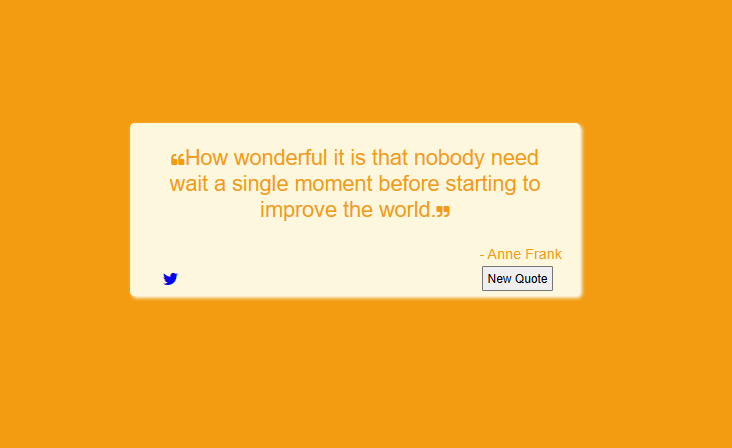 ❝How wonderful it is that nobody need
wait a single moment before starting to
improve the world.❞
- Anne Frank
New Quote